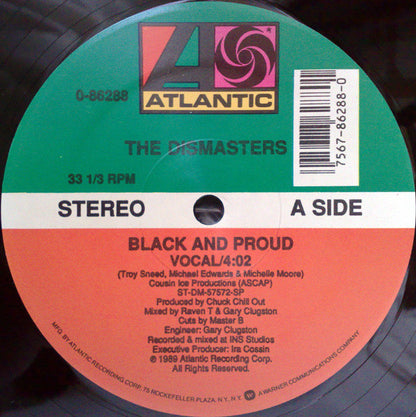 0-86288
ATLANTIC
7567-86288-0
THE DISMASTERS
33 1/3 RPM
STEREO
A SIDE
BLACK AND PROUD
VOCAL/4:02
(Troy Sneed, Michael Edwards & Michelle Moore)
Cousin Ice Productions (ASCAP)
ST-DM-57572-SP
Produced by Chuck Chill Out
Mixed by Raven T & Gary Clugston
Cuts by Master B
Engineer: Gary Clugston
Recorded & mixed at INS Studios
Executive Producer: Ira Cossin
℗ 1989 Atlantic Recording Corp.
All Rights Reserved.
MFG. BY ATLANTIC RECORDING CORP. 75 ROCKEFELLER PLAZA, N.Y., N.Y. W A WARNER COMMUNICATIONS COMPANY